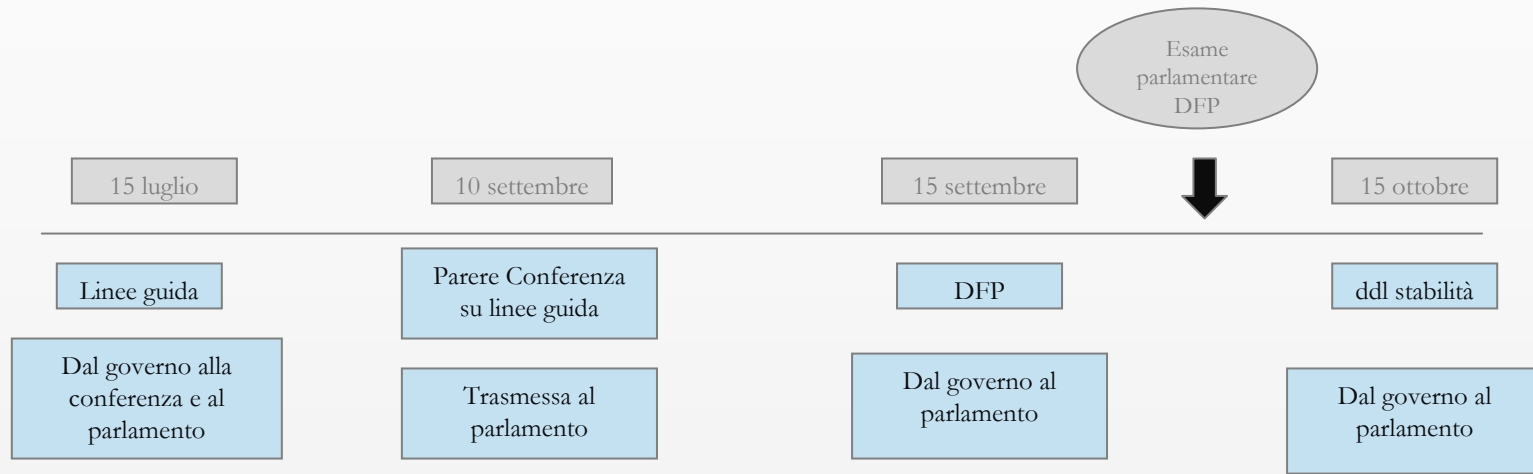 Esame
parlamentare
DFP
15 luglio
10 settembre
15 settembre
15 ottobre
Linee guida
Parere Conferenza
su linee guida
DFP
ddl stabilità
Dal governo alla
conferenza e al
parlamento
Trasmessa al
parlamento
Dal governo al
parlamento
Dal governo al
parlamento